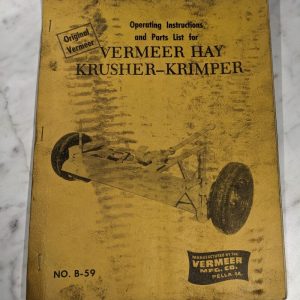 Original
Vermeer
Operating Instructions
and Parts List for
VERMEER HAY
KRUSHER-KRIMPER
MANUFACTURED BY THE
VERMEER
MFG. CO.
PELLA, IA.
NO. B-59